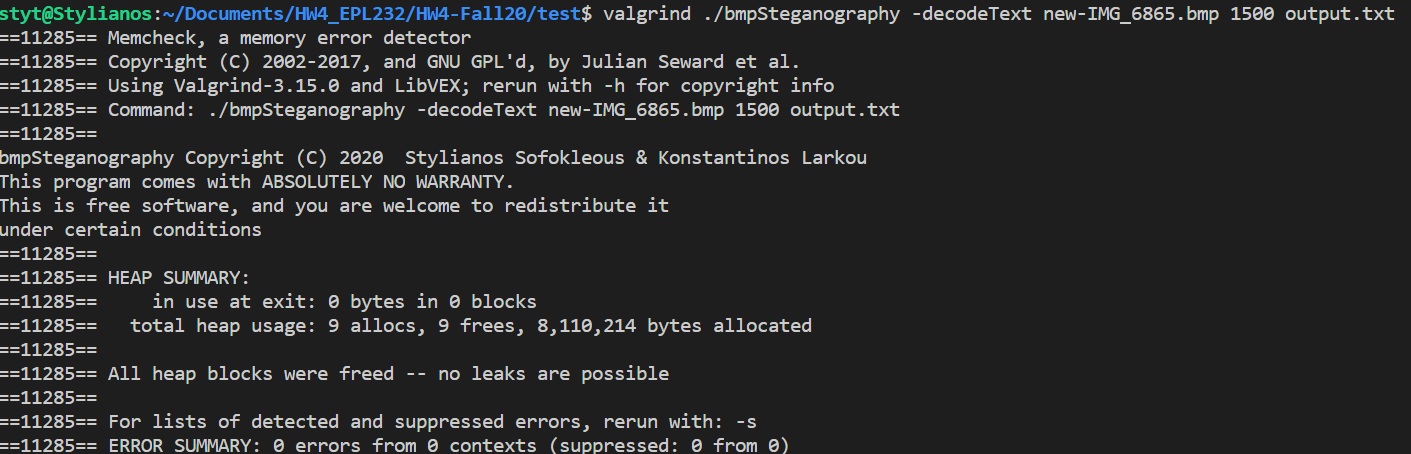 styt@Stylianos:~/Documents/HW4_EPL232/HW4-Fall20/test$ valgrind ./bmpSteganography -decodeText new-IMG_6865.bmp 1500 output.txt
==11285== Memcheck, a memory error detector
==11285== Copyright (C) 2002-2017, and GNU GPL'd, by Julian Seward et al.
==11285== Using Valgrind-3.15.0 and LibVEX; rerun with -h for copyright info
==11285== Command: ./bmpSteganography -decodeText new-IMG_6865.bmp 1500 output.txt
==11285==
bmpSteganography Copyright (C) 2020  Stylianos Sofokleous & Konstantinos Larkou
This program comes with ABSOLUTELY NO WARRANTY.
This is free software, and you are welcome to redistribute it
under certain conditions
==11285==
==11285== HEAP SUMMARY:
==11285==     in use at exit: 0 bytes in 0 blocks
==11285==   total heap usage: 9 allocs, 9 frees, 8,110,214 bytes allocated
==11285==
==11285== All heap blocks were freed -- no leaks are possible
==11285==
==11285== For lists of detected and suppressed errors, rerun with: -s
==11285== ERROR SUMMARY: 0 errors from 0 contexts (suppressed: 0 from 0)